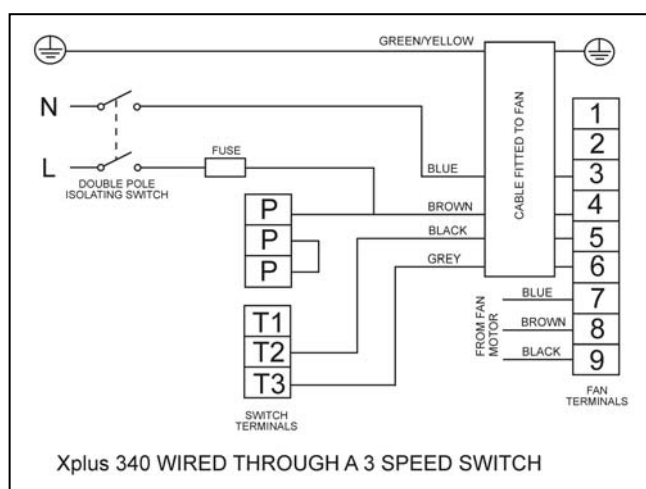 GREEN/YELLOW
N
L
DOUBLE POLE
ISOLATING SWITCH
FUSE
BLUE
BROWN
BLACK
GREY
CABLE FITTED TO FAN
P
P
P
T1
T2
T3
SWITCH
TERMINALS
1
2
3
4
5
6
7
8
9
FROM FAN
MOTOR
BLUE
BROWN
BLACK
FAN
TERMINALS
Xplus 340 WIRED THROUGH A 3 SPEED SWITCH